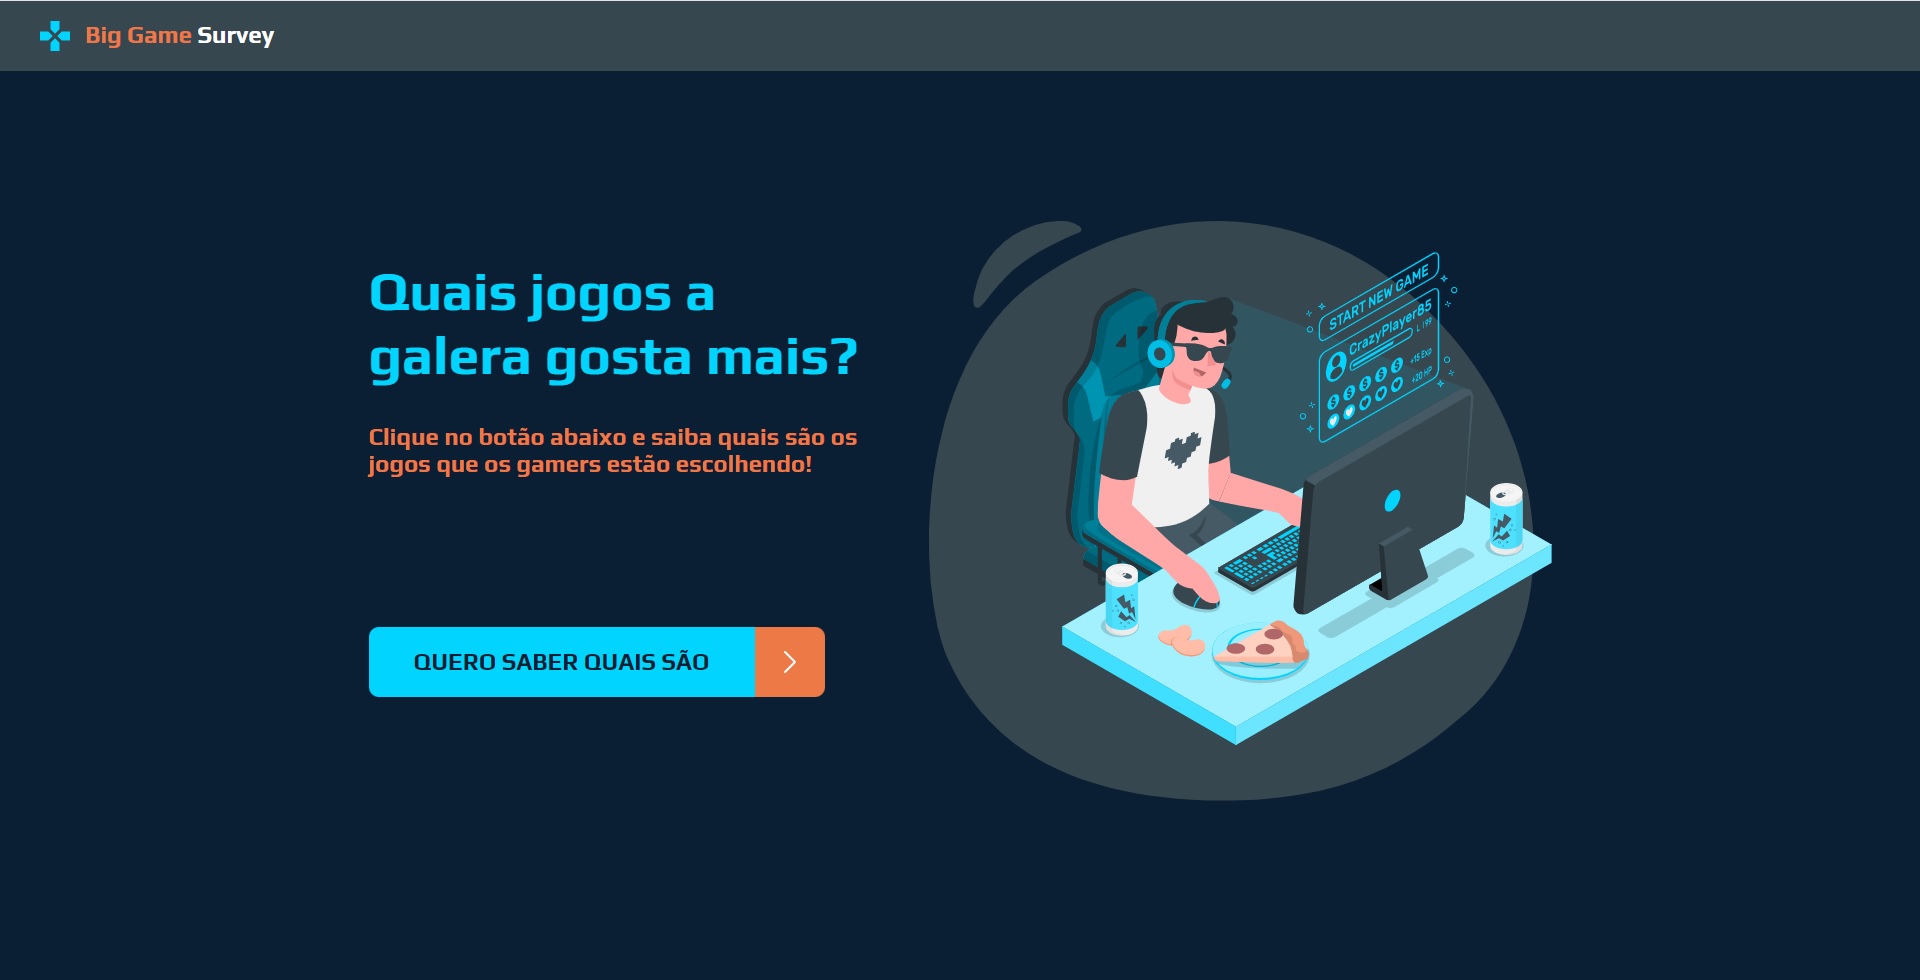 Big Game Survey
Quais jogos a
galera gosta mais?
Clique no botão abaixo e saiba quais são os
jogos que os gamers estão escolhendo!
QUERO SABER QUAIS SÃO
START NEW GAME
CrazyPlayer85
L 199
+15 Exp
+20 HP